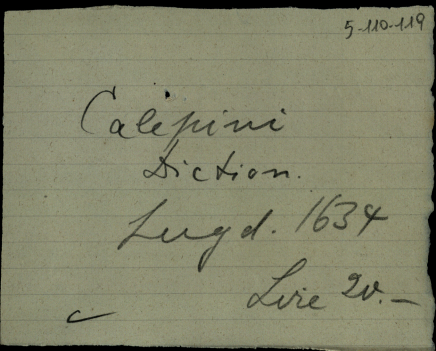 5-110-119
Calepini
Diction.
Lugd. 1634
Lire 20.—